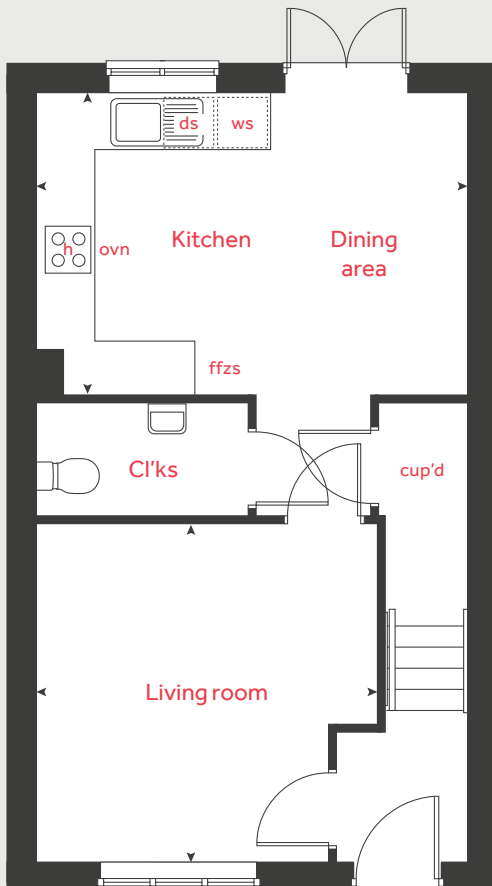 ds
ws
Kitchen
Dining
area
h
ovn
ffzs
Cl'ks
cup'd
Living room